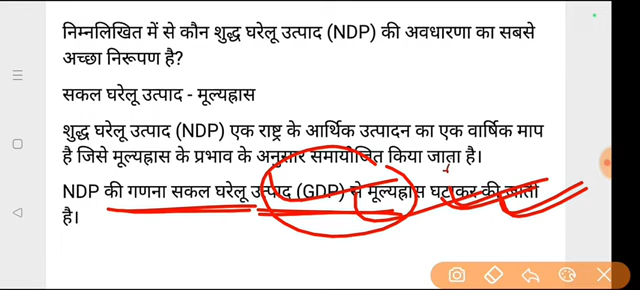 निम्नलिखित में से कौन शुद्ध घरेलू उत्पाद (NDP) की अवधारणा का सबसे
अच्छा निरूपण है?
सकल घरेलू उत्पाद - मूल्यह्रास
शुद्ध घरेलू उत्पाद (NDP) एक राष्ट्र के आर्थिक उत्पादन का एक वार्षिक माप
है जिसे मूल्यह्रास के प्रभाव के अनुसार समायोजित किया जाता है।
NDP की गणना सकल घरेलू उत्पाद (GDP) से मूल्यह्रास घटाकर की जाती
है।